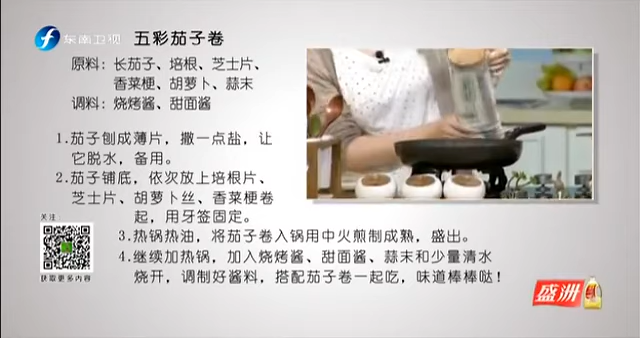 东南卫视
五彩茄子卷
原料：长茄子、培根、芝士片、
香菜梗、胡萝卜、蒜末
调料：烧烤酱、甜面酱
1.茄子刨成薄片，撒一点盐，让
它脱水，备用。
2.茄子铺底，依次放上培根片、
芝士片、胡萝卜丝、香菜梗卷
起，用牙签固定。
3.热锅热油，将茄子卷入锅用中火煎制成熟，盛出。
4.继续加热锅，加入烧烤酱、甜面酱、蒜末和少量清水
烧开，调制好酱料，搭配茄子卷一起吃，味道棒棒哒！
关注
获取更多内容
盛洲